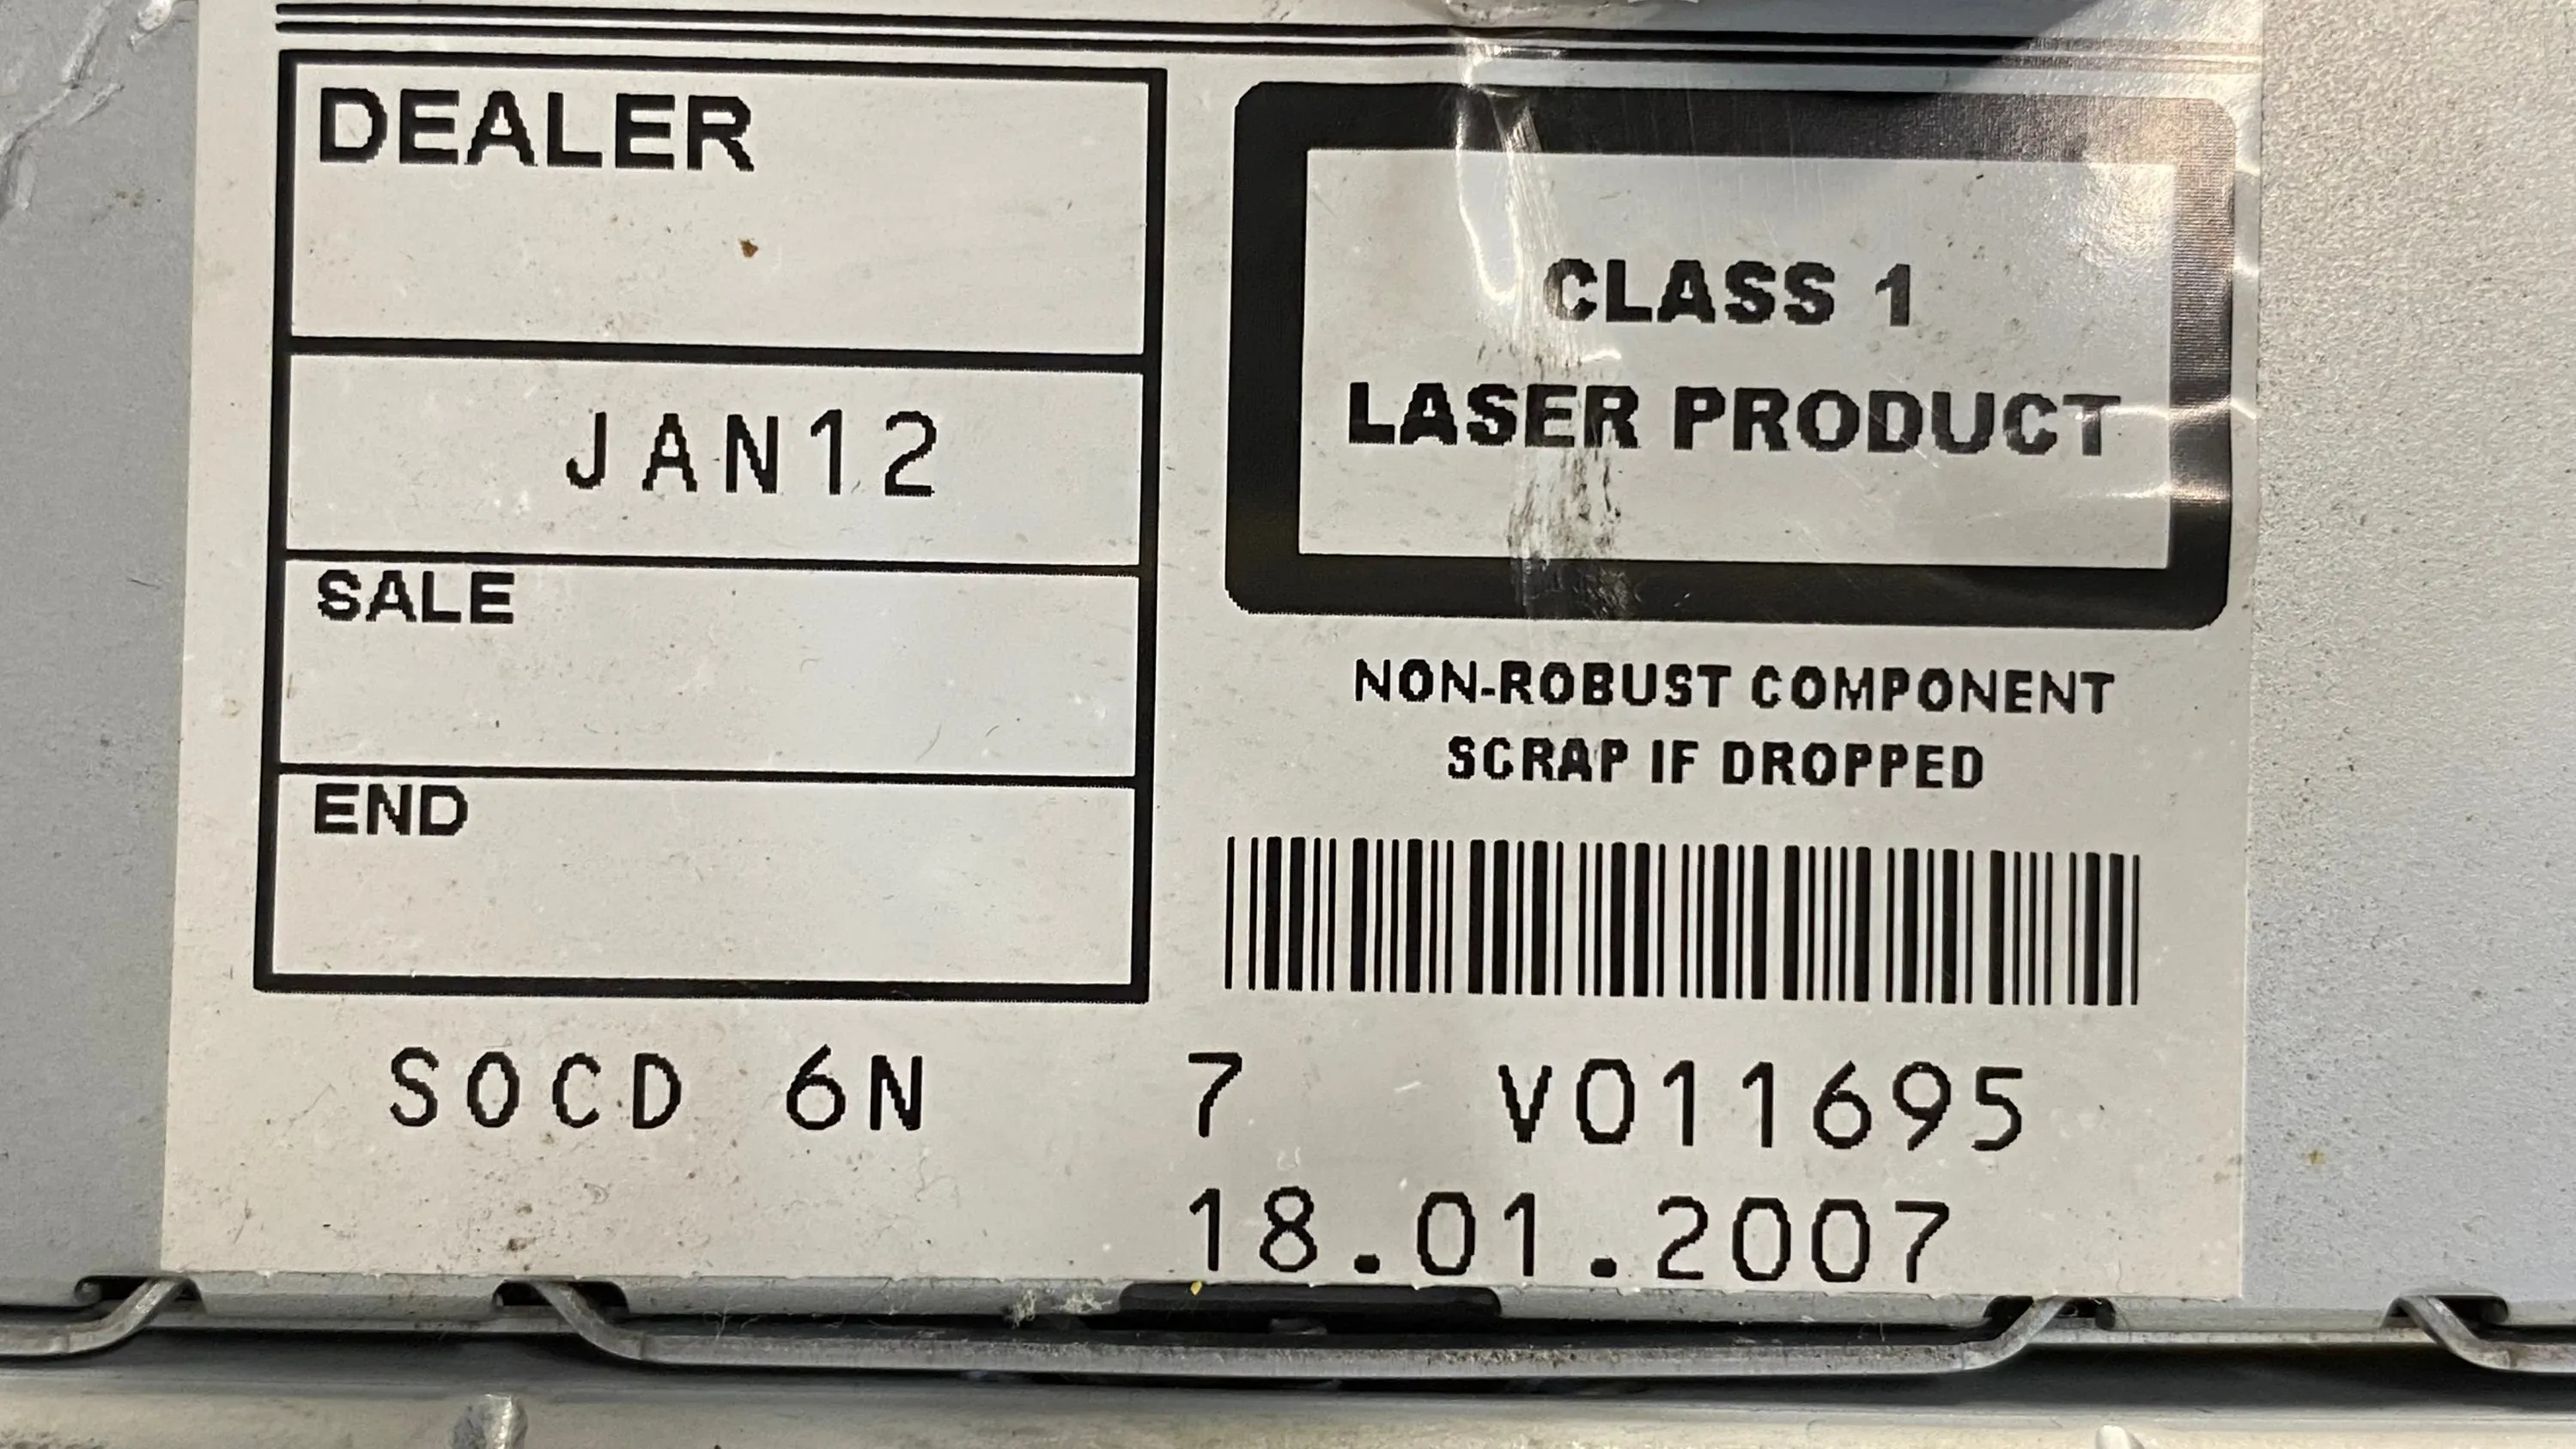 DEALER
JAN12
SALE
END
CLASS 1
LASER PRODUCT
NON-ROBUST COMPONENT
SCRAP IF DROPPED
SOCD 6N 7 V011695
18.01.2007